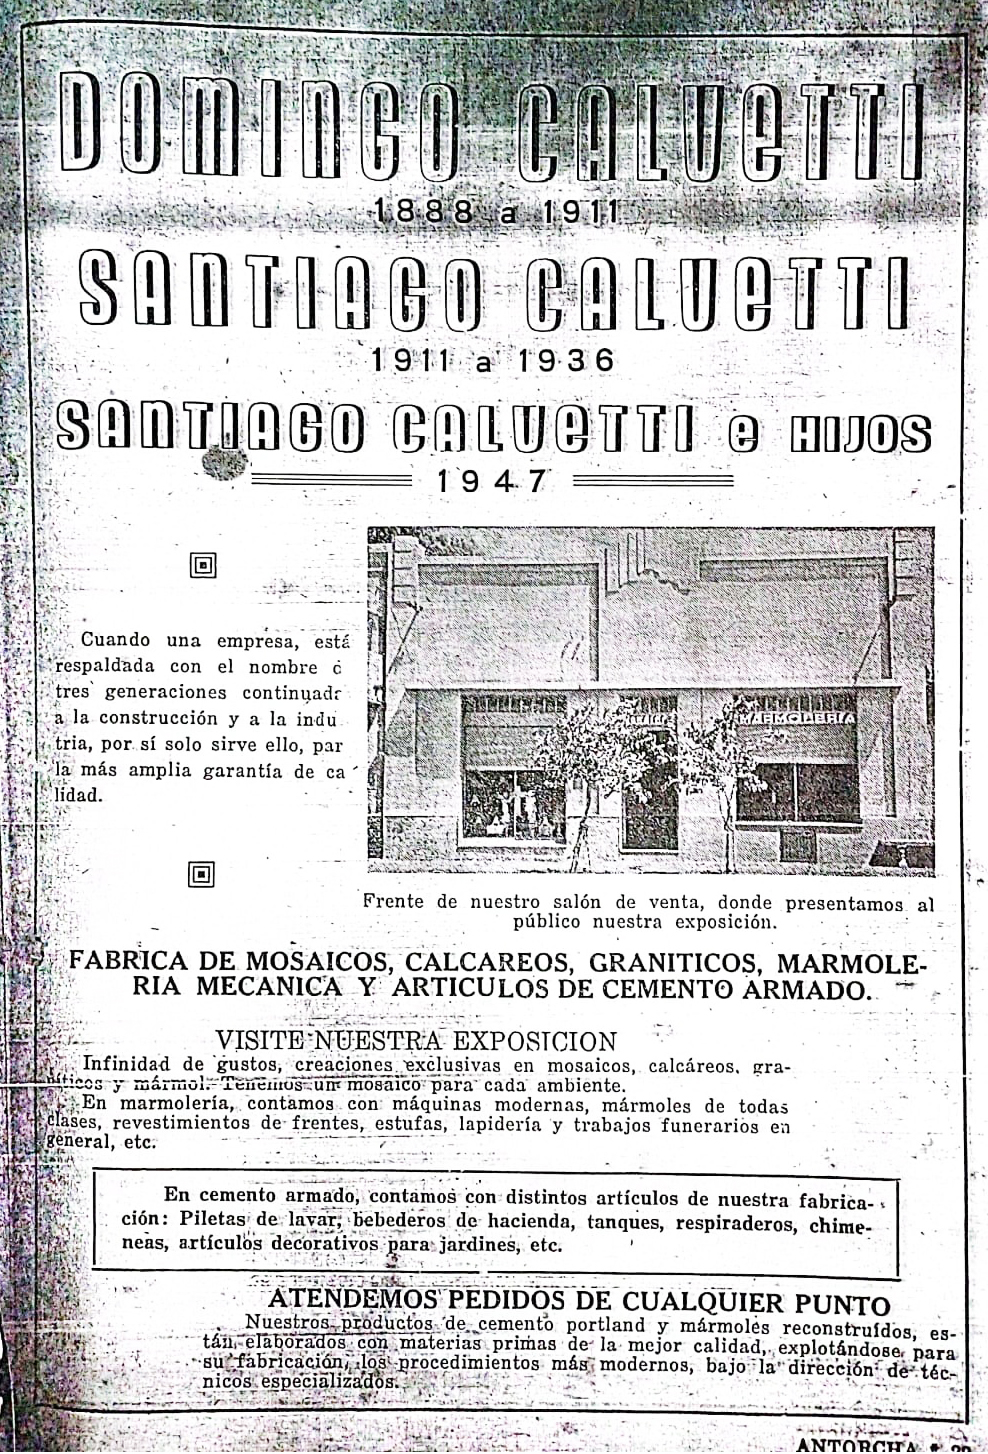 DOMINGO CALVETTI
1888 a 1911
SANTIAGO CALVETTI
1911 a 1936
SANTIAGO CALVETTI e HIJOS
1947
Cuando una empresa, está
respaldada con el nombre d
tres generaciones continuadr
a la construcción y a la indu
tria, por sí solo sirve ello, par
la más amplia garantía de ca
lidad.
MARMOLERIA
Frente de nuestro salón de venta, donde presentamos al
público nuestra exposición.
FABRICA DE MOSAICOS, CALCAREOS, GRANITICOS, MARMOLE-
RIA MECANICA Y ARTICULOS DE CEMENTO ARMADO.
VISITE NUESTRA EXPOSICION
Infinidad de gustos, creaciones exclusivas en mosaicos, calcáreos, gra-
níticos y mármol. Tenemos un mosaico para cada ambiente.
En marmolería, contamos con máquinas modernas, mármoles de todas
clases, revestimientos de frentes, estufas, lapidería y trabajos funerarios en
general, etc.
En cemento armado, contamos con distintos artículos de nuestra fabrica-
ción: Piletas de lavar, bebederos de hacienda, tanques, respiraderos, chime-
neas, artículos decorativos para jardines, etc.
ATENDEMOS PEDIDOS DE CUALQUIER PUNTO
Nuestros productos de cemento portland y mármoles reconstruídos, es-
tán elaborados con materias primas de la mejor calidad, explotándose para
su fabricación, los procedimientos más modernos, bajo la dirección de téc-
nicos especializados.
ANTORCHA